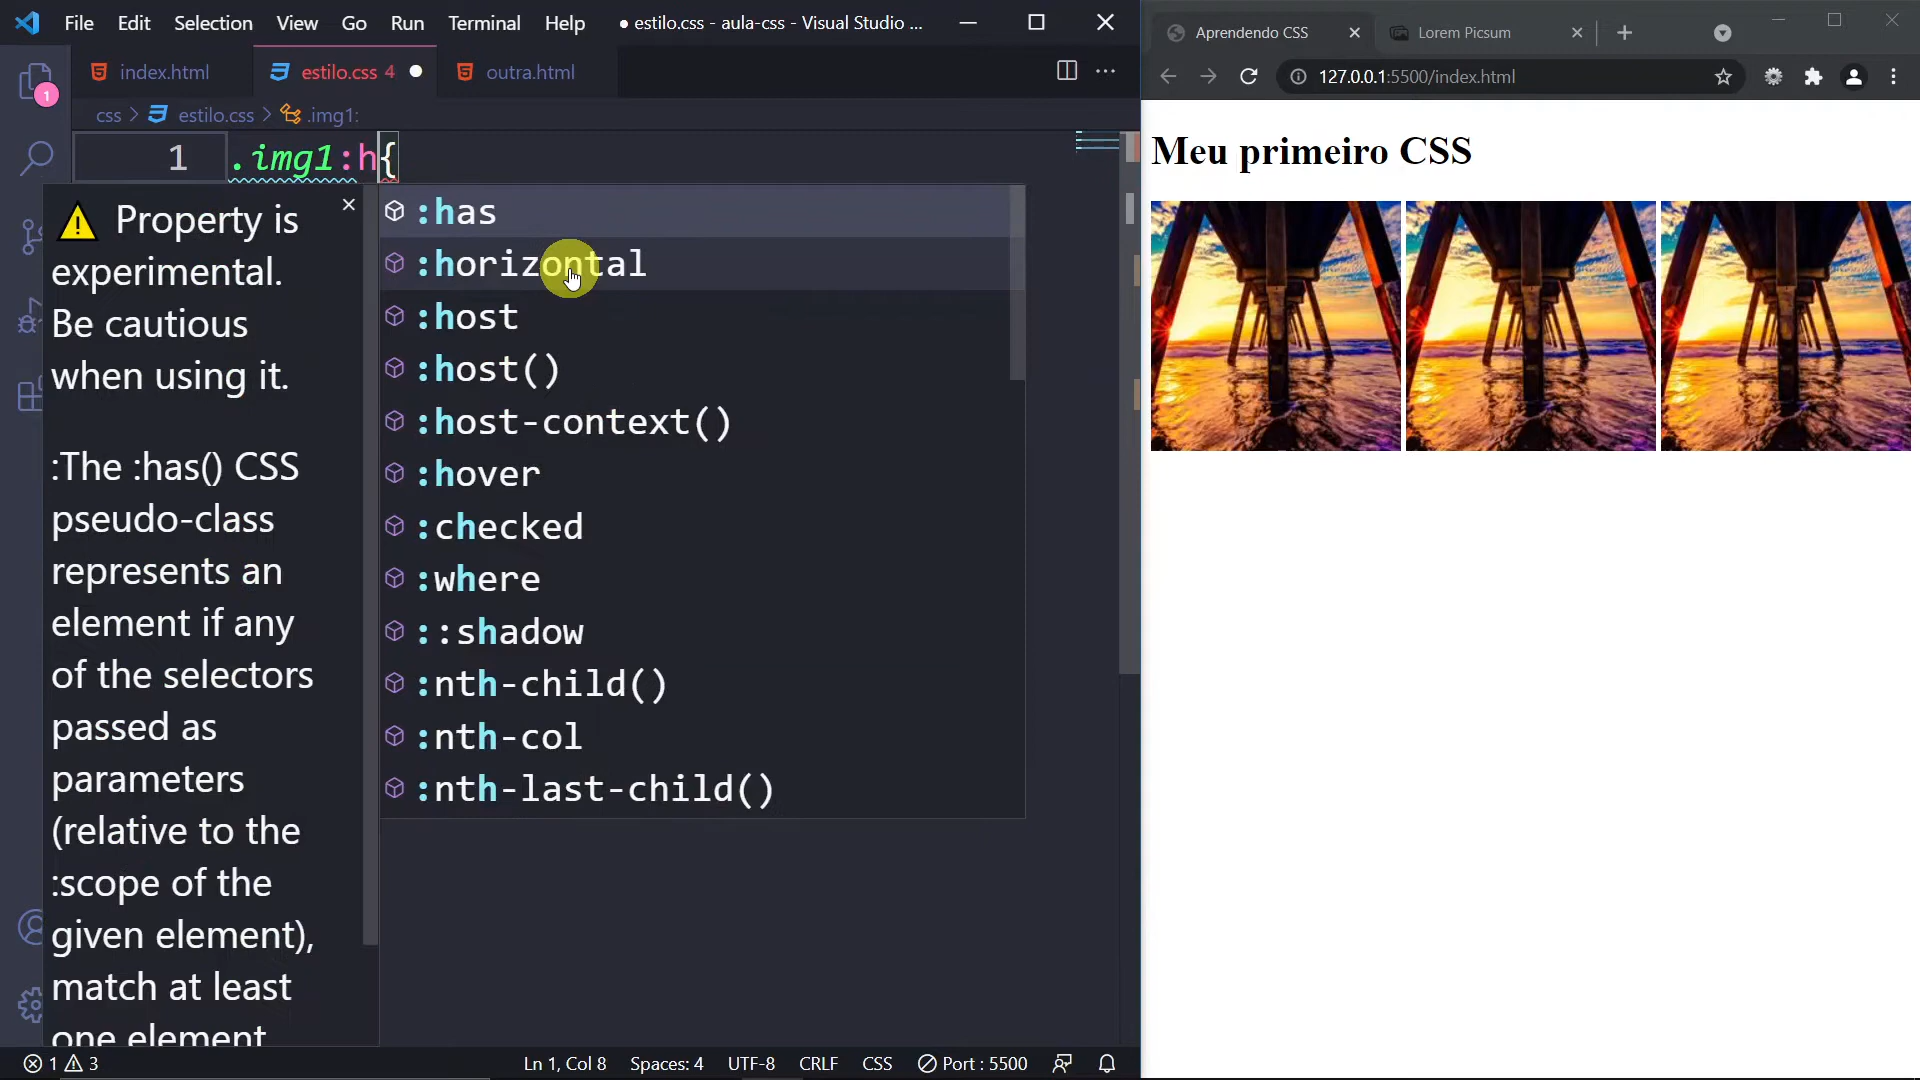 File Edit Selection View Go Run Terminal Help ● estilo.css - aula-css - Visual Studio ...
index.html estilo.css 4 outra.html
css > estilo.css > .img1:
1 .img1:h{
Property is
experimental.
Be cautious
when using it.
:The :has() CSS
pseudo-class
represents an
element if any
of the selectors
passed as
parameters
(relative to the
:scope of the
given element),
match at least
one element
:has
:horizontal
:host
:host()
:host-context()
:hover
:checked
:where
::shadow
:nth-child()
:nth-col
:nth-last-child()
1
1 3 Ln 1, Col 8 Spaces: 4 UTF-8 CRLF CSS Port : 5500
Aprendendo CSS Lorem Picsum
127.0.0.1:5500/index.html
Meu primeiro CSS